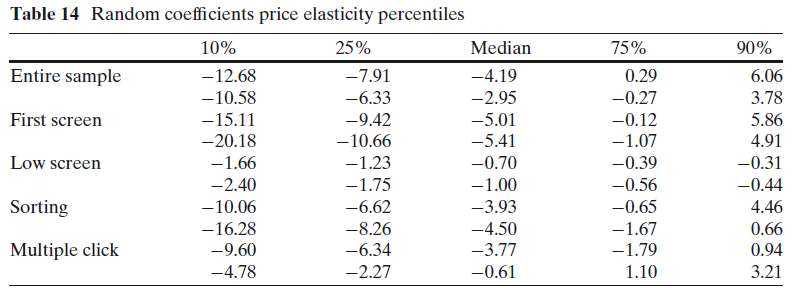 Table 14 Random coefficients price elasticity percentiles
10% 25% Median 75% 90%
Entire sample −12.68 −7.91 −4.19 0.29 6.06
−10.58 −6.33 −2.95 −0.27 3.78
First screen −15.11 −9.42 −5.01 −0.12 5.86
−20.18 −10.66 −5.41 −1.07 4.91
Low screen −1.66 −1.23 −0.70 −0.39 −0.31
−2.40 −1.75 −1.00 −0.56 −0.44
Sorting −10.06 −6.62 −3.93 −0.65 4.46
−16.28 −8.26 −4.50 −1.67 0.66
Multiple click −9.60 −6.34 −3.77 −1.79 0.94
−4.78 −2.27 −0.61 1.10 3.21